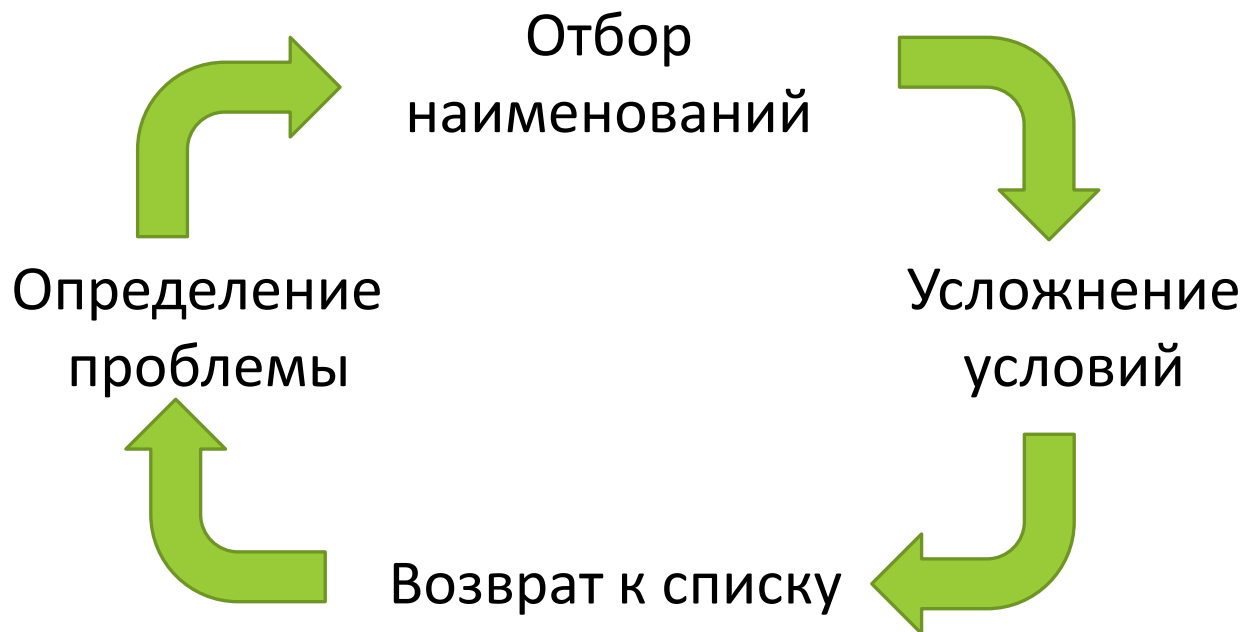 Отбор
наименований
Определение
проблемы
Усложнение
условий
Возврат к списку